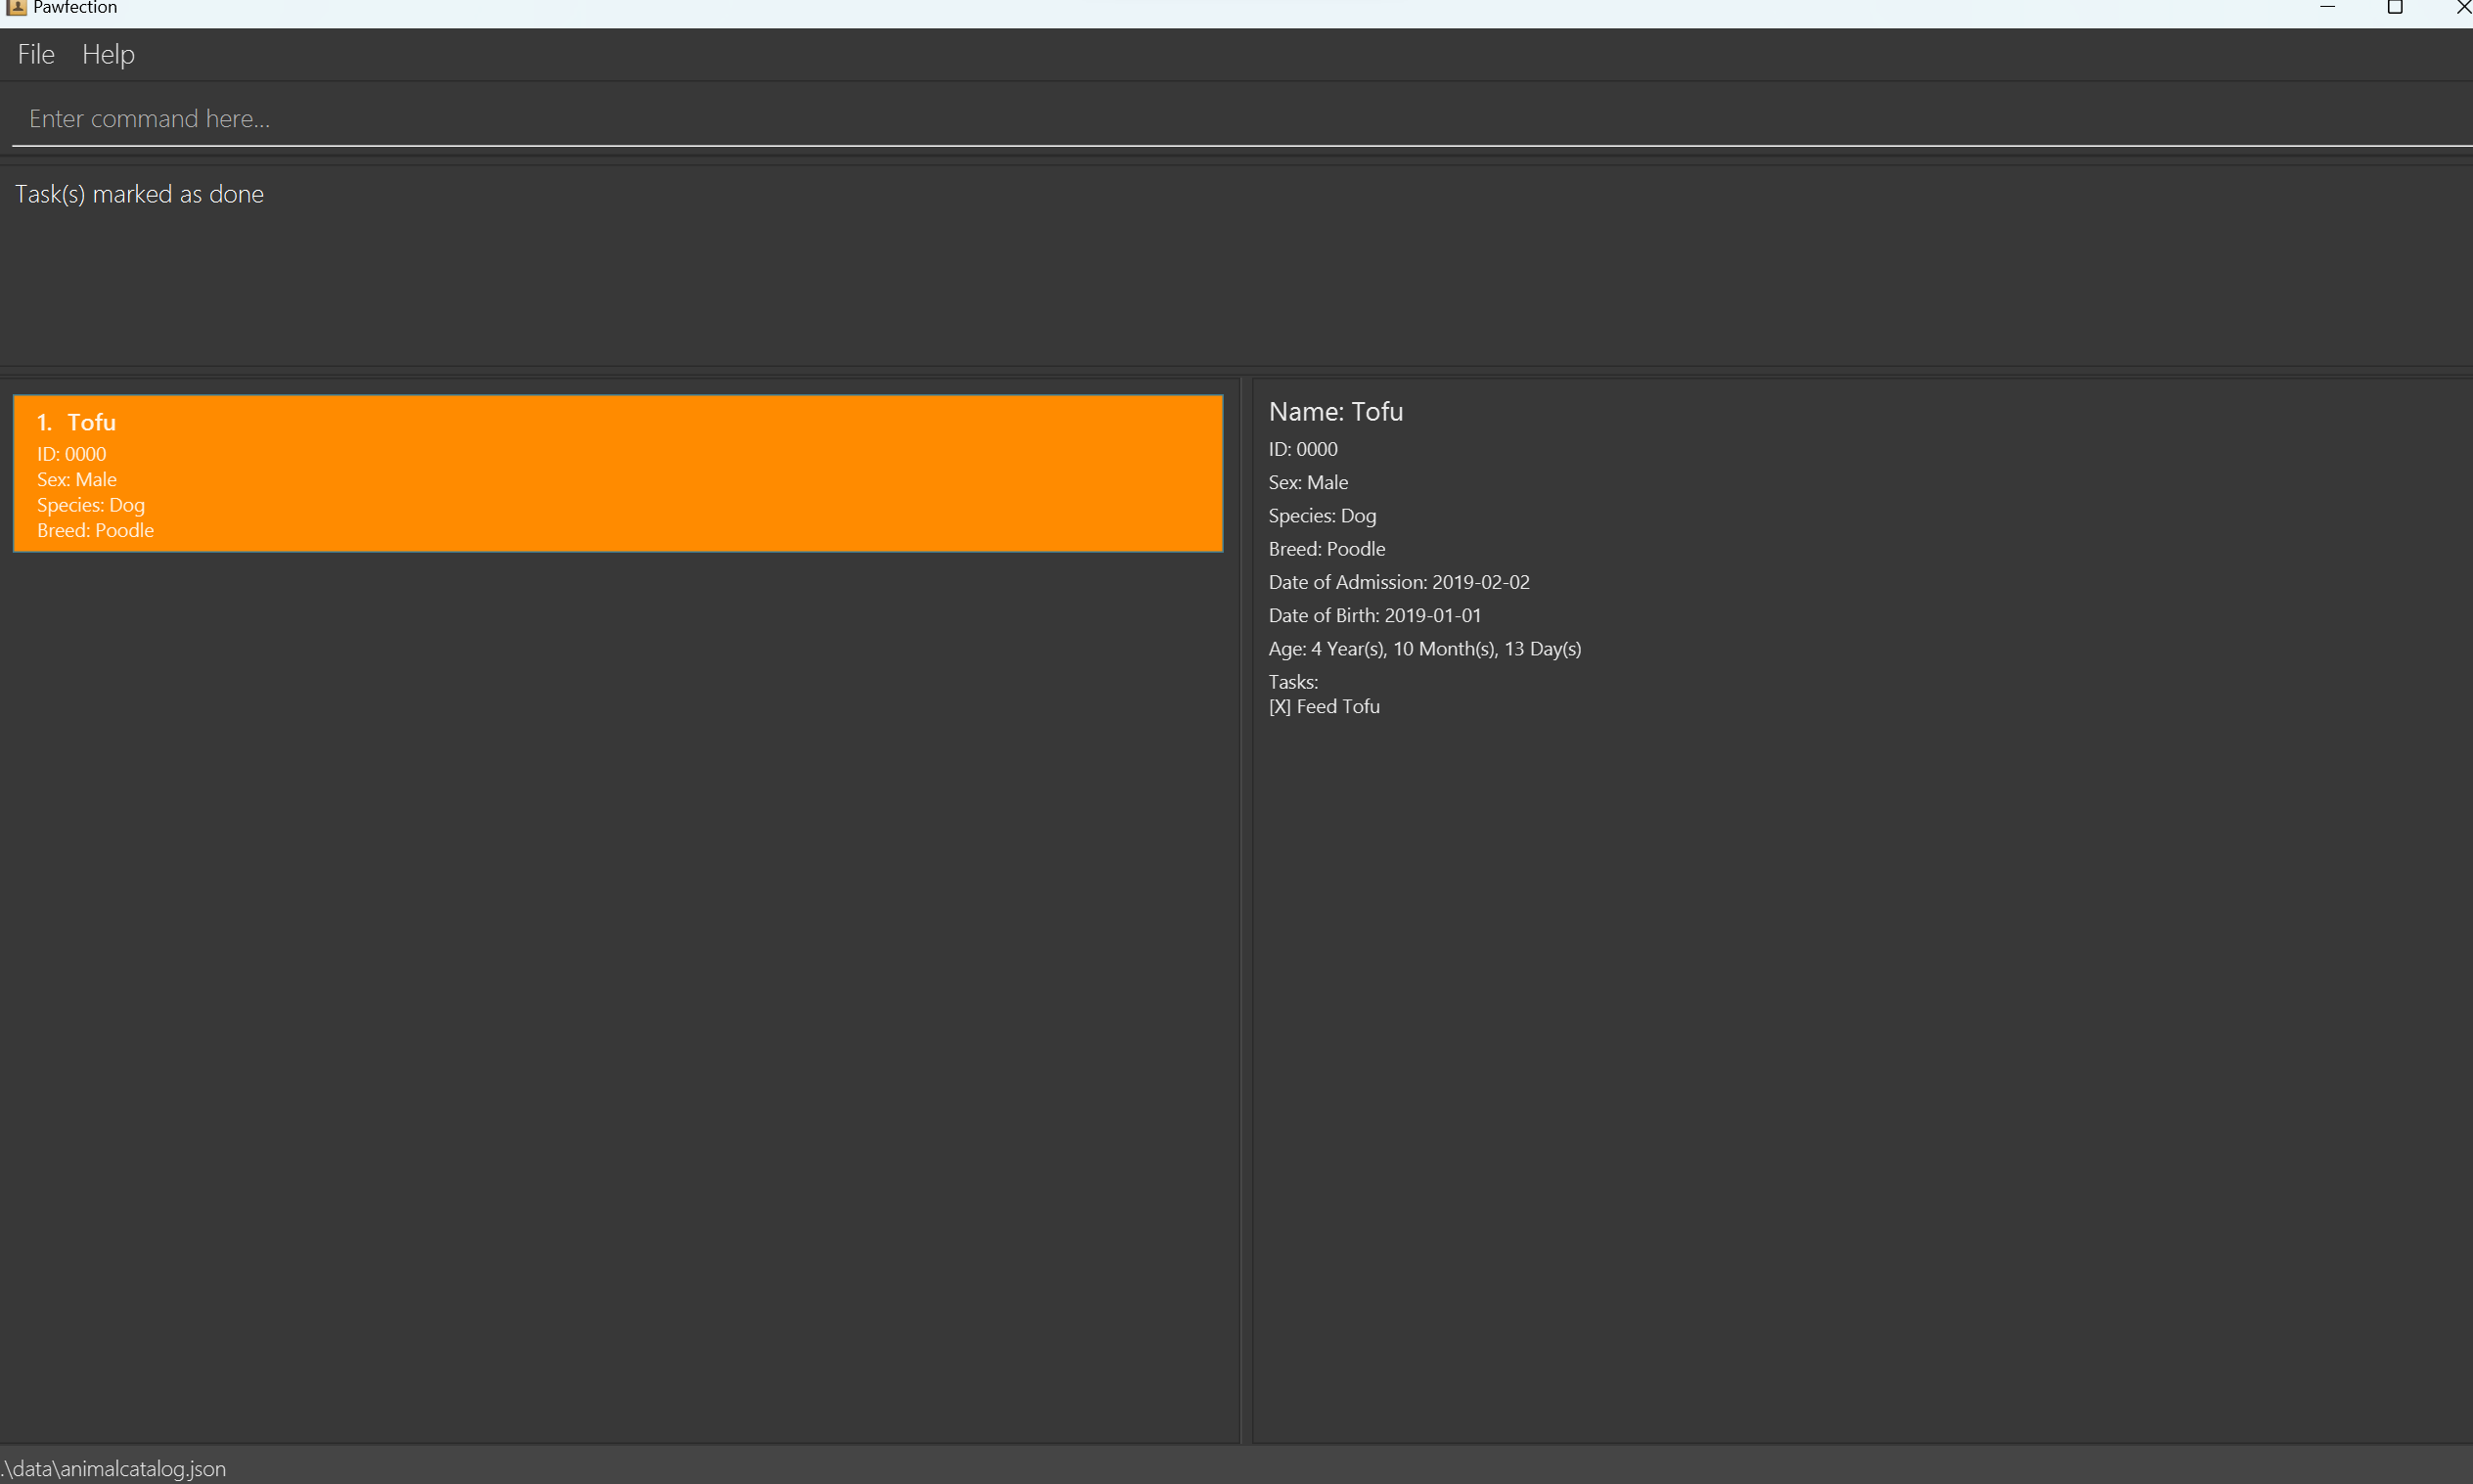 Pawfection
File Help
Enter command here...
Task(s) marked as done
1. Tofu
ID: 0000
Sex: Male
Species: Dog
Breed: Poodle
Name: Tofu
ID: 0000
Sex: Male
Species: Dog
Breed: Poodle
Date of Admission: 2019-02-02
Date of Birth: 2019-01-01
Age: 4 Year(s), 10 Month(s), 13 Day(s)
Tasks:
[X] Feed Tofu
.\data\animalcatalog.json